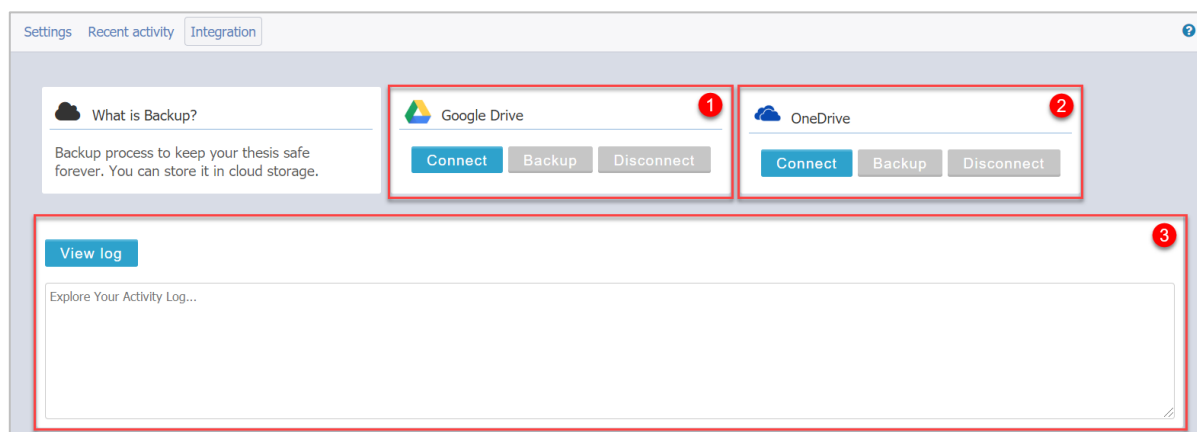 Settings Recent activity Integration ?
What is Backup?
Backup process to keep your thesis safe
forever. You can store it in cloud storage.
Google Drive 1
Connect Backup Disconnect
OneDrive 2
Connect Backup Disconnect
3
View log
Explore Your Activity Log...